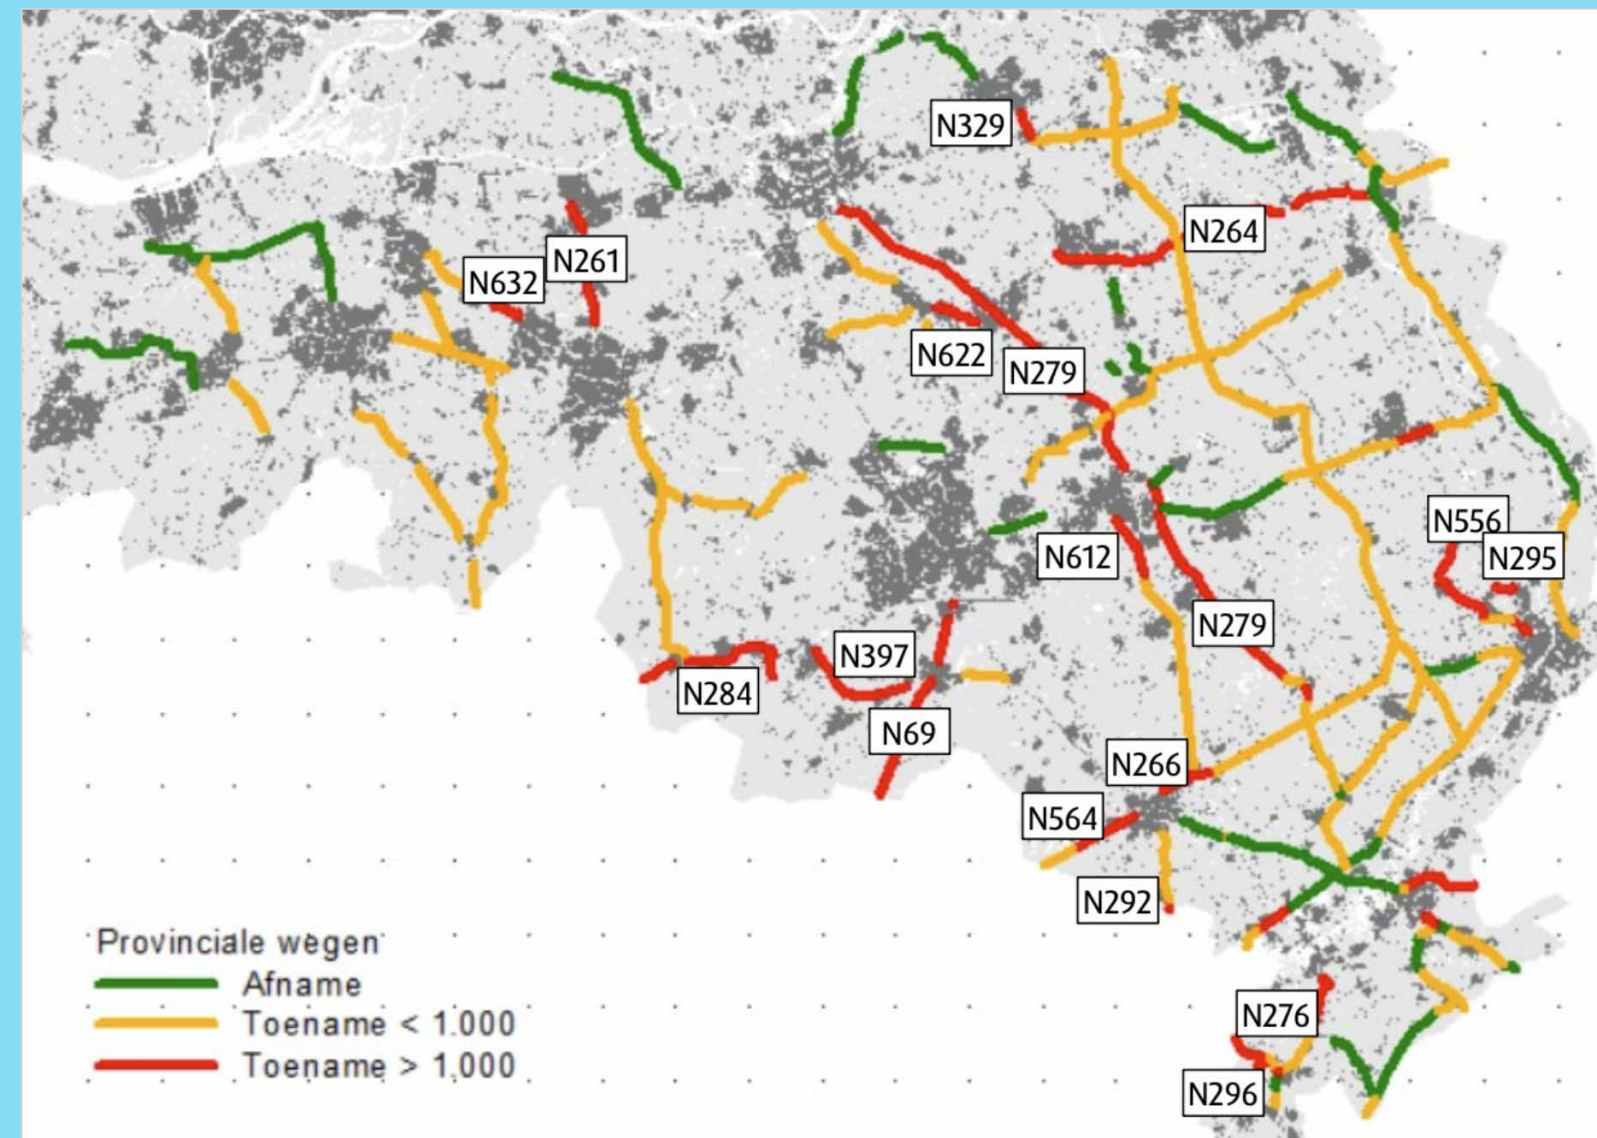 N329
N264
N261
N632
N622
N279
N556
N295
N612
N279
N397
N284
N69
N266
N564
N292
Provinciale wegen
Afname
Toename < 1.000
Toename > 1.000
N276
N296